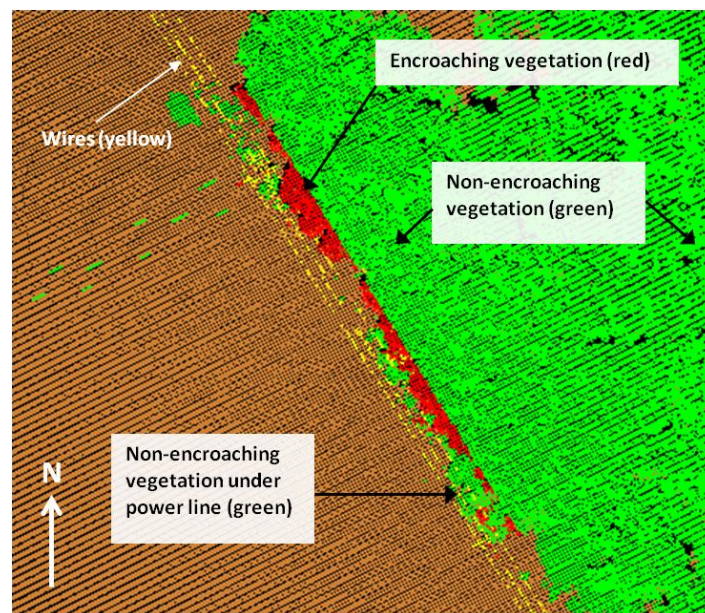 Encroaching vegetation (red)
Wires (yellow)
Non-encroaching
vegetation (green)
Non-encroaching
vegetation under
power line (green)
N